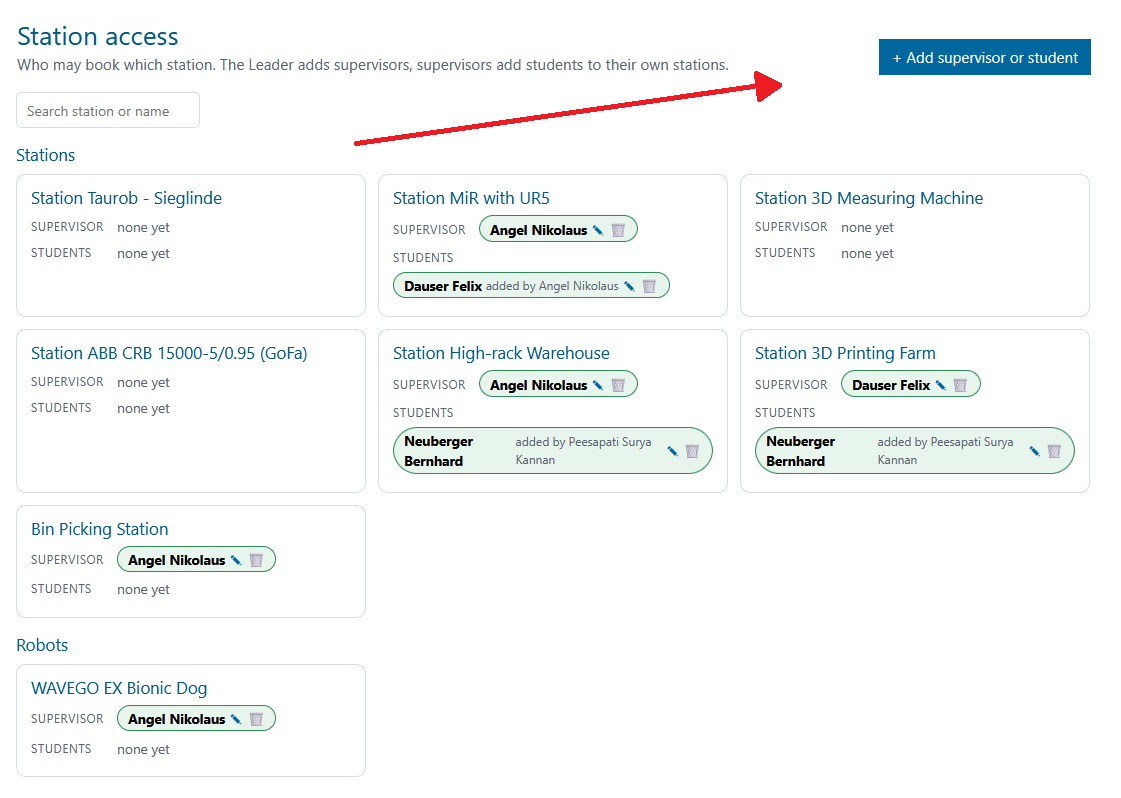 Station access
Who may book which station. The Leader adds supervisors, supervisors add students to their own stations.
+ Add supervisor or student
Search station or name
Stations
Station Taurob - Sieglinde
SUPERVISOR none yet
STUDENTS none yet
Station MiR with UR5
SUPERVISOR Angel Nikolaus
STUDENTS
Dauser Felix added by Angel Nikolaus
Station 3D Measuring Machine
SUPERVISOR none yet
STUDENTS none yet
Station ABB CRB 15000-5/0.95 (GoFa)
SUPERVISOR none yet
STUDENTS none yet
Station High-rack Warehouse
SUPERVISOR Angel Nikolaus
STUDENTS
Neuberger Bernhard added by Peesapati Surya Kannan
Station 3D Printing Farm
SUPERVISOR Dauser Felix
STUDENTS
Neuberger Bernhard added by Peesapati Surya Kannan
Bin Picking Station
SUPERVISOR Angel Nikolaus
STUDENTS none yet
Robots
WAVEGO EX Bionic Dog
SUPERVISOR Angel Nikolaus
STUDENTS none yet